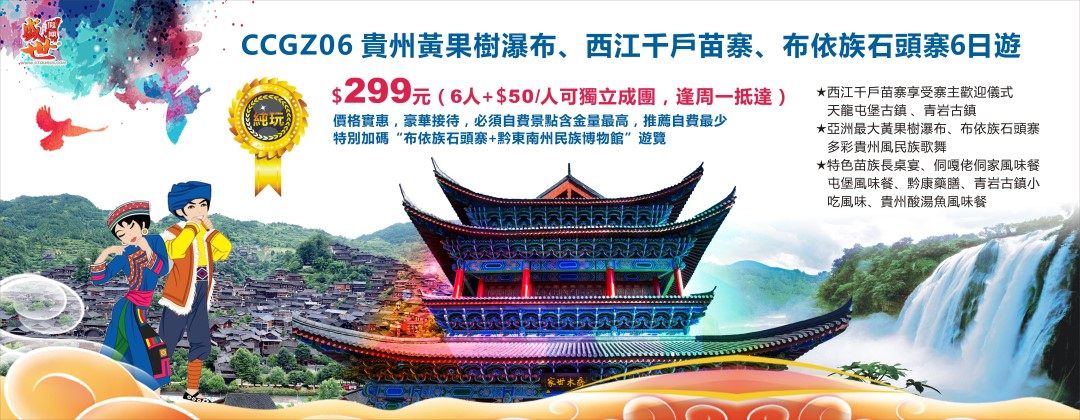 盛世假期
CCGZ06 貴州黃果樹瀑布、西江千戶苗寨、布依族石頭寨6日遊
純玩
$299元（6人+$50/人可獨立成團，逢周一抵達）
價格實惠，豪華接待，必須自費景點含金量最高，推薦自費最少
特別加碼“布依族石頭寨+黔東南州民族博物館”遊覽
★西江千戶苗寨享受寨主歡迎儀式
天龍屯堡古鎮、青岩古鎮
★亞洲最大黃果樹瀑布、布依族石頭寨
多彩貴州風民族歌舞
★特色苗族長桌宴、侗嘎佬侗家風味餐
屯堡風味餐、黔康藥膳、青岩古鎮小
吃風味、貴州酸湯魚風味餐